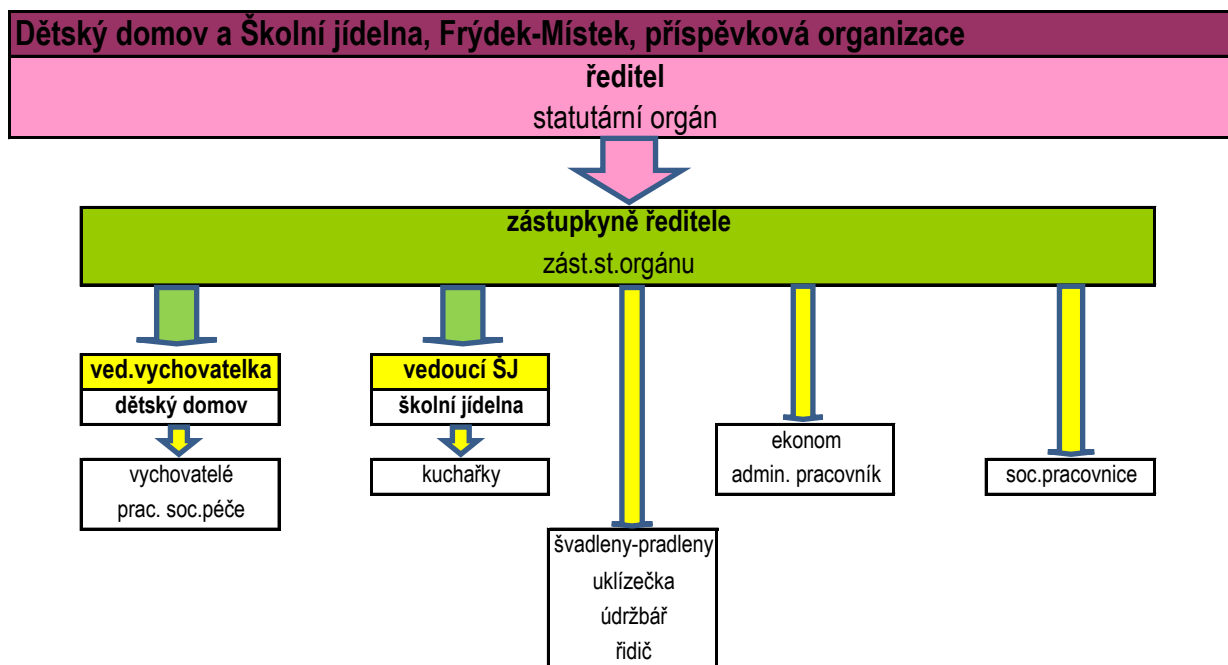 Dětský domov a Školní jídelna, Frýdek-Místek, příspěvková organizace
ředitel
statutární orgán
zástupkyně ředitele
zást.st.orgánu
ved.vychovatelka
dětský domov
vychovatelé
prac. soc.péče
vedoucí ŠJ
školní jídelna
kuchařky
švadleny-pradleny
uklízečka
údržbář
řidič
ekonom
admin. pracovník
soc.pracovnice